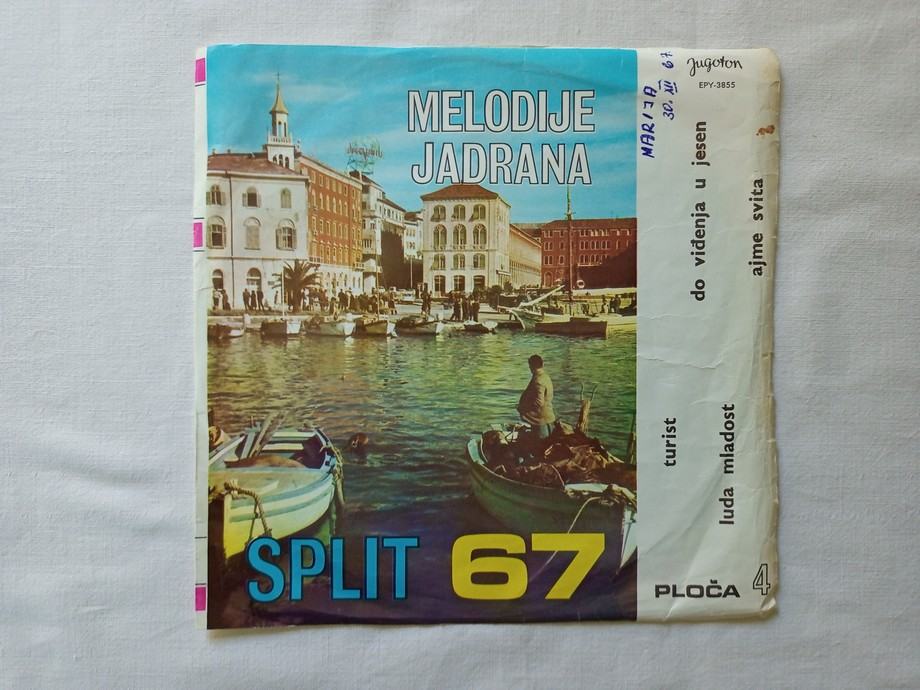 MELODIJE
JADRANA
SPLIT 67
Jugoton
EPY-3855
MARIJA
30. XII 67.
turist
do viđenja u jesen
luda mladost
ajme svita
PLOČA 4